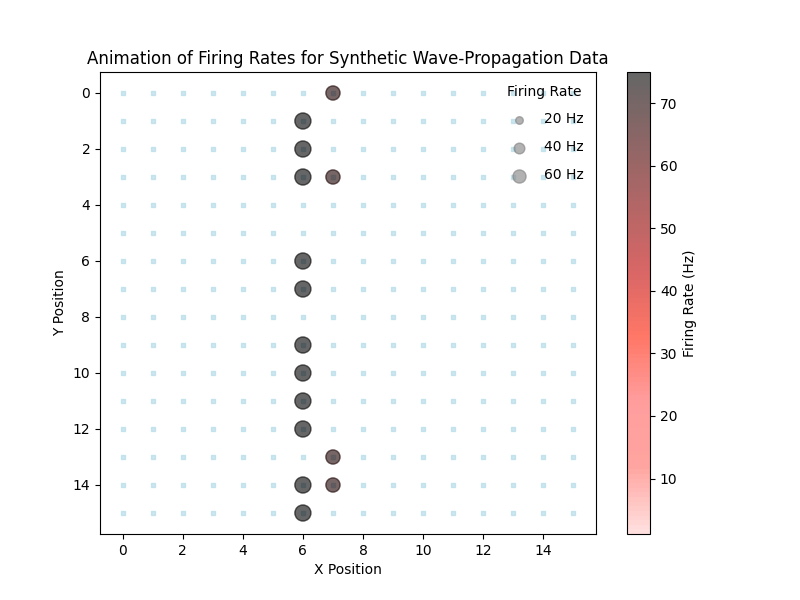 Animation of Firing Rates for Synthetic Wave-Propagation Data
Firing Rate
20 Hz
40 Hz
60 Hz
0
2
4
6
8
10
12
14
Y Position
0 2 4 6 8 10 12 14
X Position
70
60
50
40
30
20
10
Firing Rate (Hz)